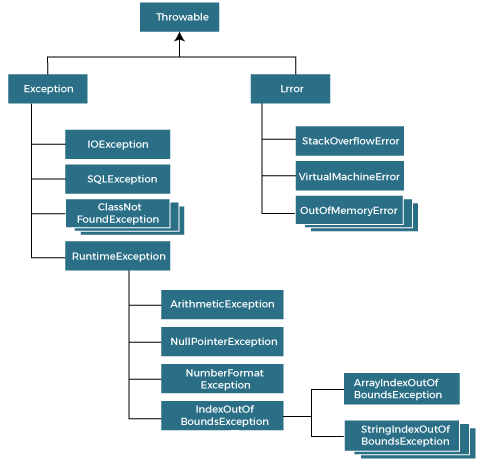 Throwable
Exception
Lrror
IOException
SQLException
ClassNot
FoundException
RuntimeException
StackOverflowError
VirtualMachineError
OutOfMemoryError
ArithmeticException
NullPointerException
NumberFormat
Exception
IndexOutOf
BoundsException
ArrayIndexOutOf
BoundsException
StringIndexOutOf
BoundsException